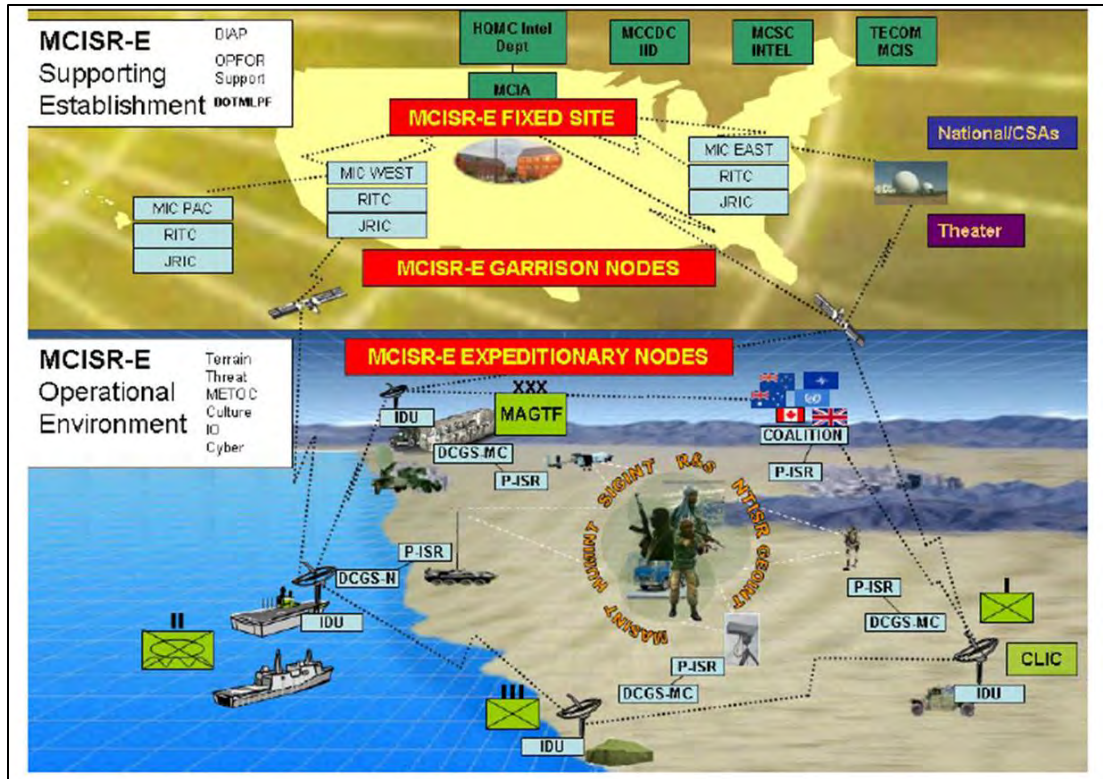 MCISR-E
Supporting
Establishment
DIAP
OPFOR
Support
DOTMLPF
HQMC Intel
Dept
MCCDC
IID
MCSC
INTEL
TECOM
MCIS
MCIA
MCISR-E FIXED SITE
National/CSAs
MIC EAST
RITC
JRIC
MIC WEST
RITC
JRIC
MIC PAC
RITC
JRIC
Theater
MCISR-E GARRISON NODES
MCISR-E
Operational
Environment
Terrain
Threat
METOC
Culture
IO
Cyber
MCISR-E EXPEDITIONARY NODES
XXX
MAGTF
IDU
DCGS-MC
P-ISR
COALITION
P-ISR
MASINT HUMINT SIGINT R&S NTISR GEOINT
P-ISR
DCGS-N
IDU
II
P-ISR
DCGS-MC
I
CLIC
IDU
P-ISR
DCGS-MC
III
IDU